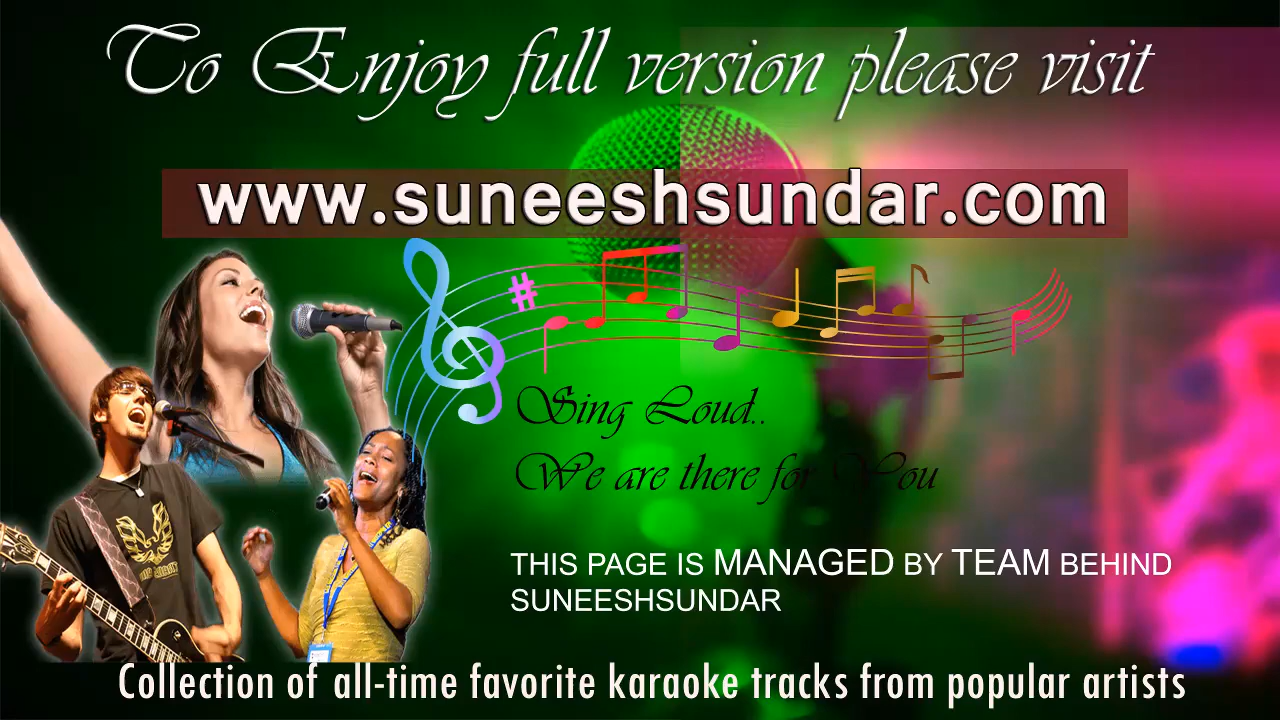 To Enjoy full version please visit
www.suneeshsundar.com
Sing Loud..
We are there for You
THIS PAGE IS MANAGED BY TEAM BEHIND
SUNEESHSUNDAR
Collection of all-time favorite karaoke tracks from popular artists